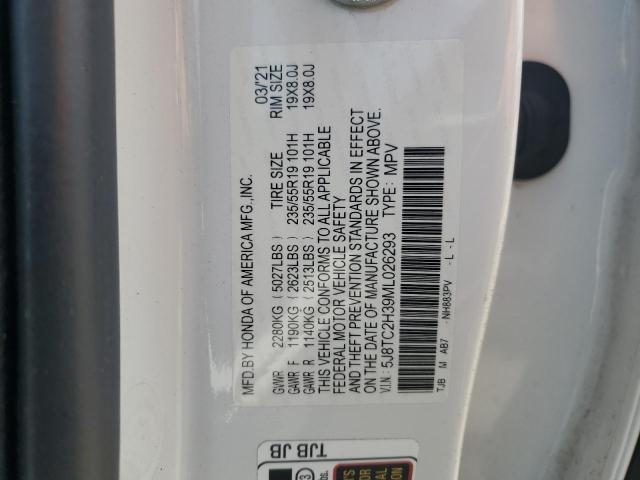 MFD.BY HONDA OF AMERICA MFG.,INC. 03/'21
TIRE SIZE RIM SIZE
GVWR 2280KG (5027LBS)
GAWR F 1190KG (2623LBS) 235/55R19 101H 19X8.0J
GAWR R 1140KG (2513LBS) 235/55R19 101H 19X8.0J
THIS VEHICLE CONFORMS TO ALL APPLICABLE
FEDERAL MOTOR VEHICLE SAFETY
AND THEFT PREVENTION STANDARDS IN EFFECT
ON THE DATE OF MANUFACTURE SHOWN ABOVE.
V.I.N.: 5J8TC2H39ML026293 TYPE: MPV
TJB M AB7 -NH883PV -L -L
TJB JB